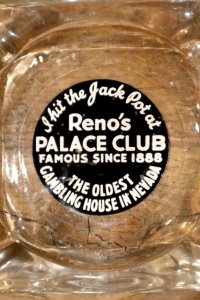 I hit the Jack Pot at
Reno's
PALACE CLUB
FAMOUS SINCE 1888
THE OLDEST
GAMBLING HOUSE IN NEVADA